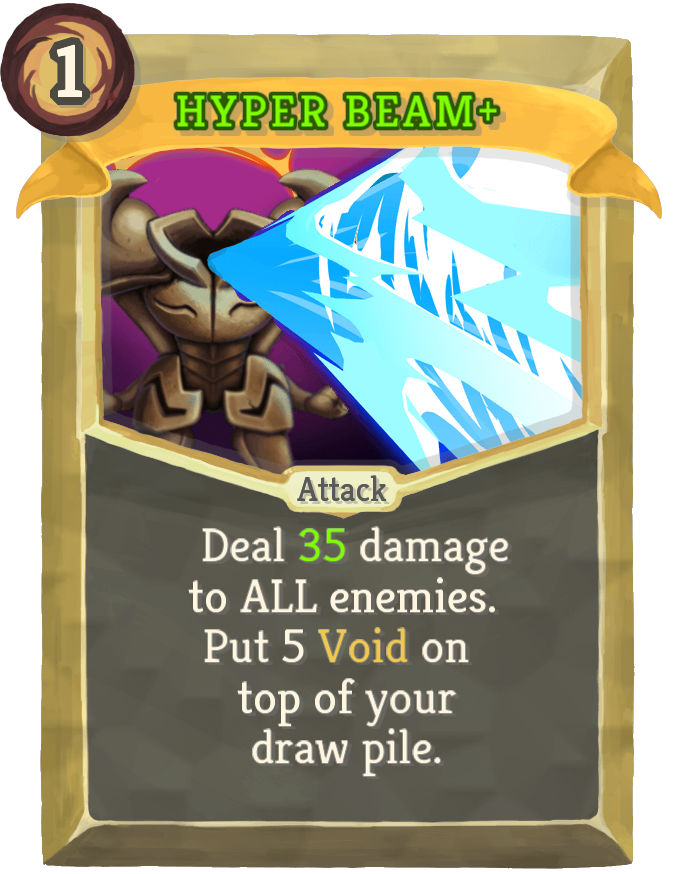 1
HYPER BEAM+
Attack
Deal 35 damage
to ALL enemies.
Put 5 Void on
top of your
draw pile.